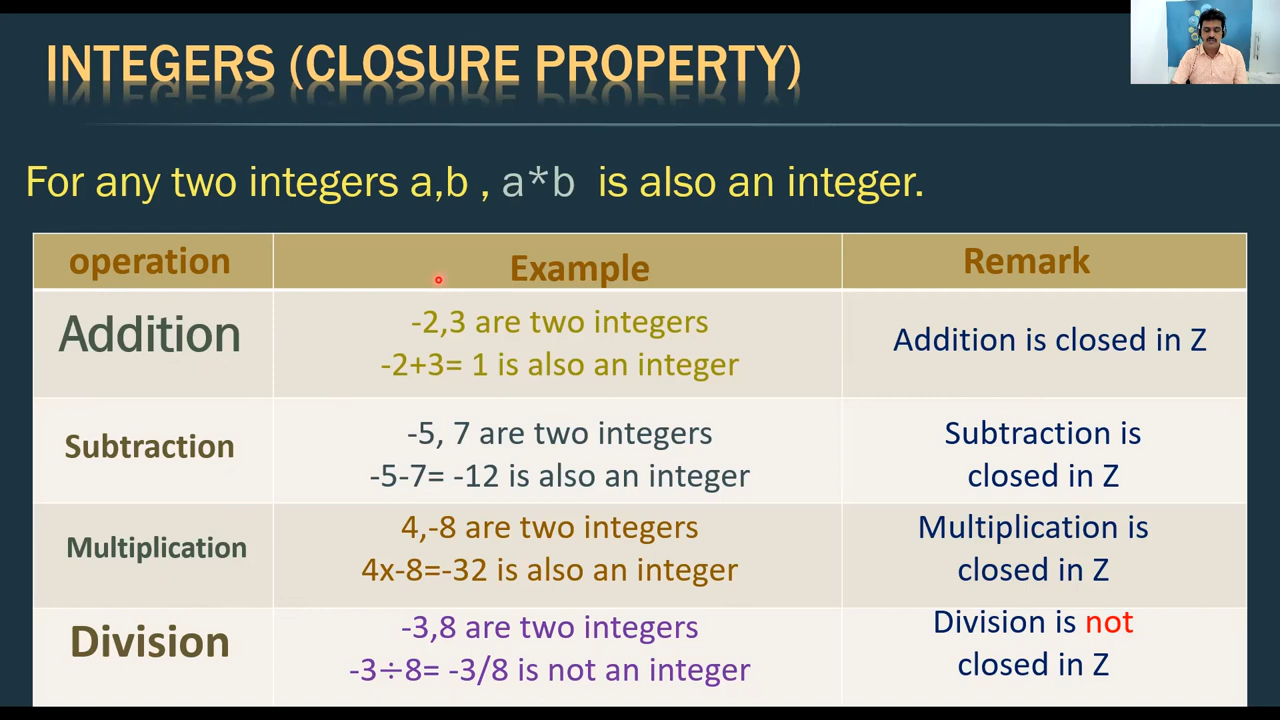 INTEGERS (CLOSURE PROPERTY)
For any two integers a,b , a*b is also an integer.
operation Example Remark
Addition
-2,3 are two integers
-2+3= 1 is also an integer
Addition is closed in Z
Subtraction
-5, 7 are two integers
-5-7= -12 is also an integer
Subtraction is
closed in Z
Multiplication
4,-8 are two integers
4x-8=-32 is also an integer
Multiplication is
closed in Z
Division
-3,8 are two integers
-3÷8= -3/8 is not an integer
Division is not
closed in Z